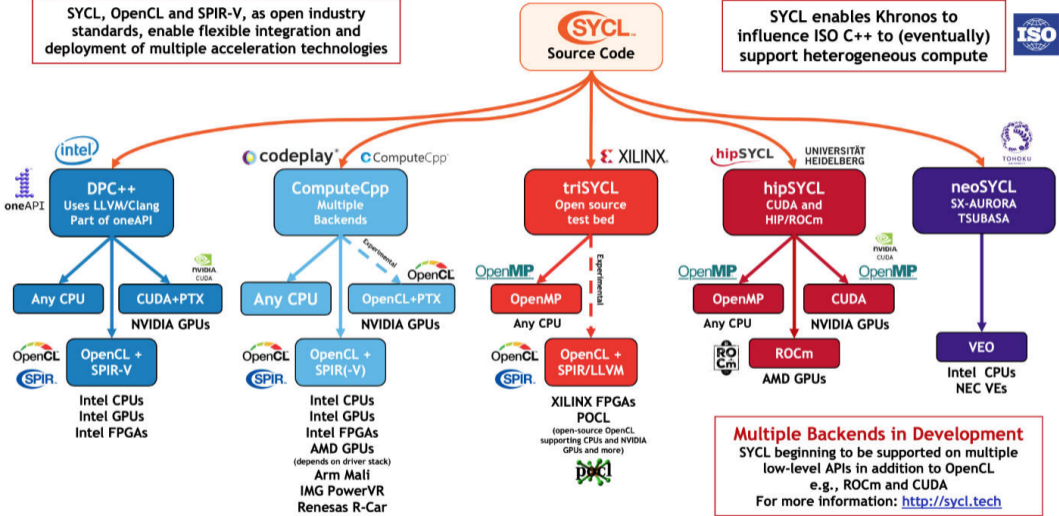 SYCL, OpenCL and SPIR-V, as open industry
standards, enable flexible integration and
deployment of multiple acceleration technologies
SYCL™
Source Code
SYCL enables Khronos to
influence ISO C++ to (eventually)
support heterogeneous compute
ISO
intel
oneAPI
DPC++
Uses LLVM/Clang
Part of oneAPI
NVIDIA
CUDA
Any CPU
CUDA+PTX
NVIDIA GPUs
OpenCL
SPIR
OpenCL +
SPIR-V
Intel CPUs
Intel GPUs
Intel FPGAs
codeplay®
ComputeCpp
ComputeCpp
Multiple
Backends
Experimental
OpenCL
Any CPU
OpenCL+PTX
NVIDIA GPUs
OpenCL
SPIR
OpenCL +
SPIR(-V)
Intel CPUs
Intel GPUs
Intel FPGAs
AMD GPUs
(depends on driver stack)
Arm Mali
IMG PowerVR
Renesas R-Car
XILINX
triSYCL
Open source
test bed
OpenMP
Experimental
OpenMP
Any CPU
OpenCL
SPIR
OpenCL +
SPIR/LLVM
XILINX FPGAs
POCL
(open-source OpenCL
supporting CPUs and NVIDIA
GPUs and more)
pocl
hipSYCL
UNIVERSITÄT
HEIDELBERG
hipSYCL
CUDA and
HIP/ROCm
OpenMP
NVIDIA
CUDA
OpenMP
OpenMP
Any CPU
CUDA
NVIDIA GPUs
ROCm
ROCm
AMD GPUs
TOHOKU
UNIVERSITY
neoSYCL
SX-AURORA
TSUBASA
VEO
Intel CPUs
NEC VEs
Multiple Backends in Development
SYCL beginning to be supported on multiple
low-level APIs in addition to OpenCL
e.g., ROCm and CUDA
For more information: http://sycl.tech